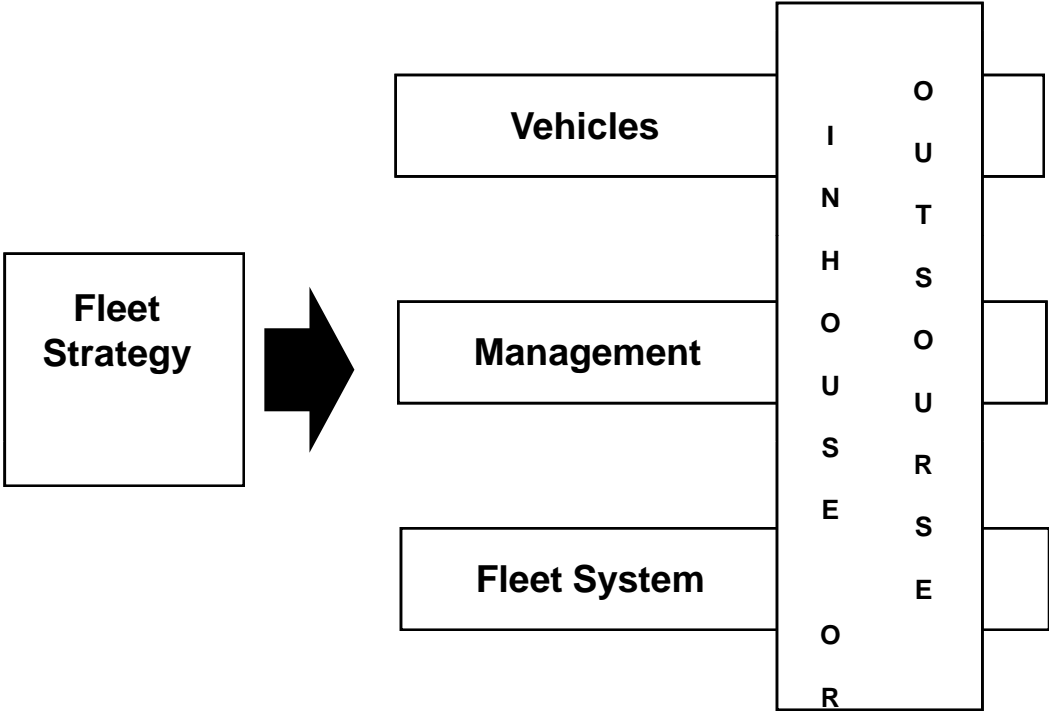 Fleet
Strategy
Vehicles
Management
Fleet System
INHOUSE OR
OUTSOURSE